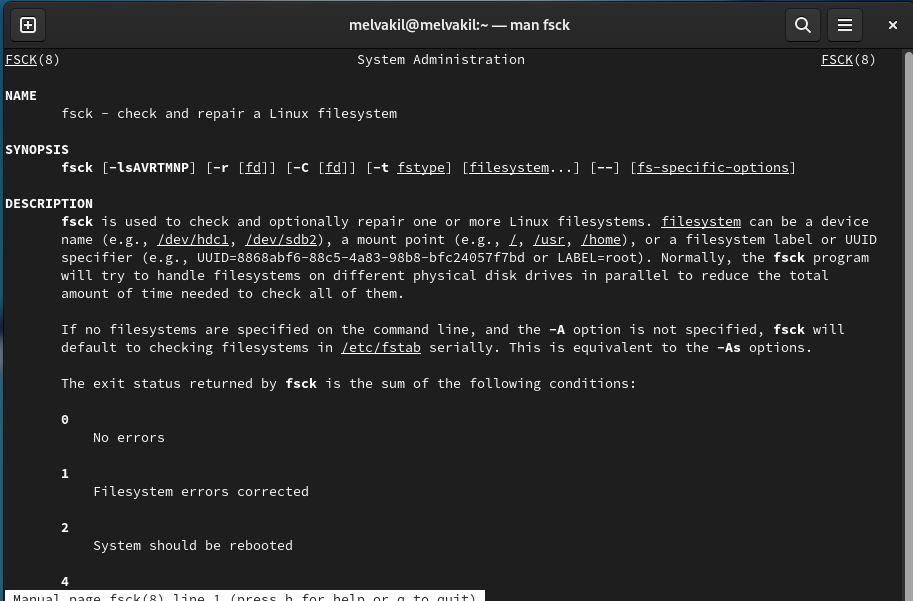 melvakil@melvakil:~ — man fsck
FSCK(8) System Administration FSCK(8)
NAME
fsck - check and repair a Linux filesystem
SYNOPSIS
fsck [-lsAVRTMNP] [-r [fd]] [-C [fd]] [-t fstype] [filesystem...] [--] [fs-specific-options]
DESCRIPTION
fsck is used to check and optionally repair one or more Linux filesystems. filesystem can be a device
name (e.g., /dev/hdc1, /dev/sdb2), a mount point (e.g., /, /usr, /home), or a filesystem label or UUID
specifier (e.g., UUID=8868abf6-88c5-4a83-98b8-bfc24057f7bd or LABEL=root). Normally, the fsck program
will try to handle filesystems on different physical disk drives in parallel to reduce the total
amount of time needed to check all of them.
If no filesystems are specified on the command line, and the -A option is not specified, fsck will
default to checking filesystems in /etc/fstab serially. This is equivalent to the -As options.
The exit status returned by fsck is the sum of the following conditions:
0
No errors
1
Filesystem errors corrected
2
System should be rebooted
4
Manual page fsck(8) line 1 (press h for help or q to quit)